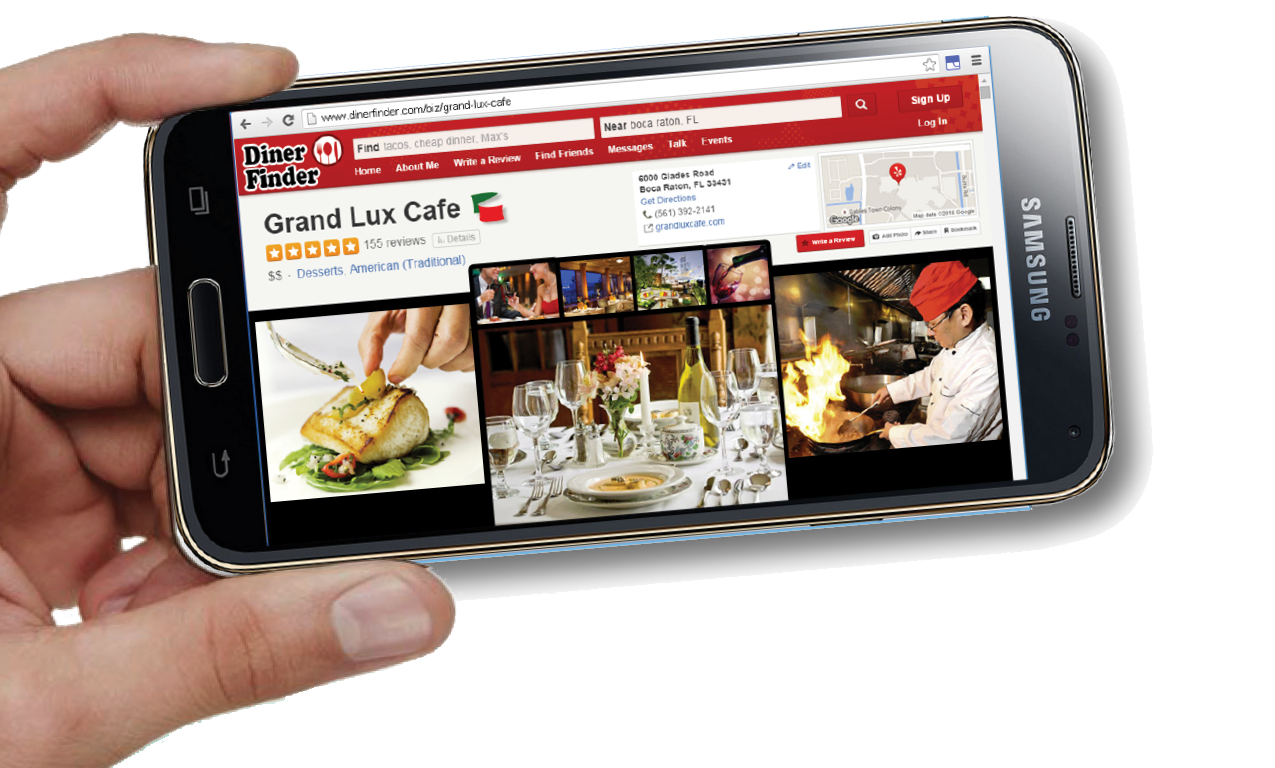 www.dinerfinder.com/biz/grand-lux-cafe
Diner
Finder
Find tacos, cheap dinner, Max's
Near boca raton, FL
Sign Up
Log In
Home About Me Write a Review Find Friends Messages Talk Events
Grand Lux Cafe
155 reviews Details
$$ · Desserts, American (Traditional)
6000 Glades Road
Boca Raton, FL 33431
Get Directions
(561) 392-2141
grandluxcafe.com
Edit
Town Colony
Google
Map data ©2016 Google
Write a Review
Add Photo
Share
Bookmark
SAMSUNG